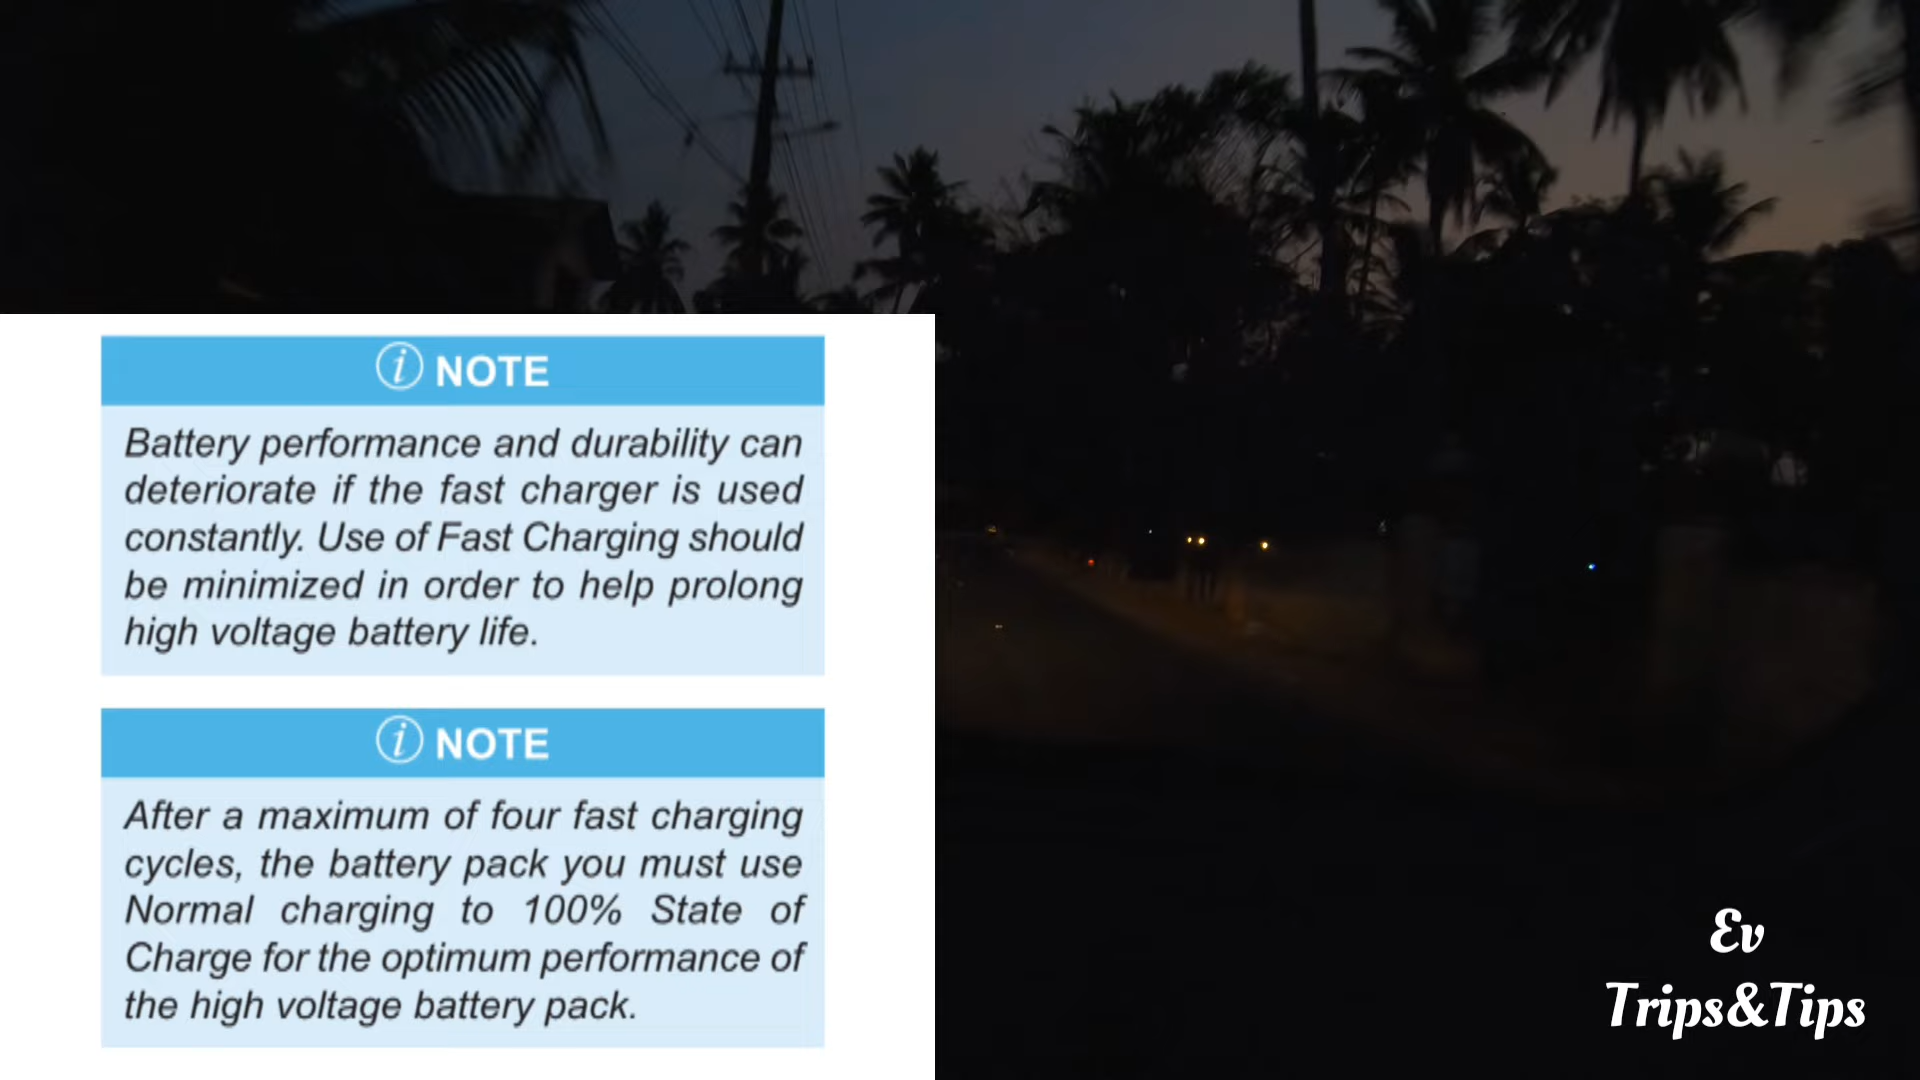 NOTE
Battery performance and durability can
deteriorate if the fast charger is used
constantly. Use of Fast Charging should
be minimized in order to help prolong
high voltage battery life.
NOTE
After a maximum of four fast charging
cycles, the battery pack you must use
Normal charging to 100% State of
Charge for the optimum performance of
the high voltage battery pack.
Ev
Trips&Tips